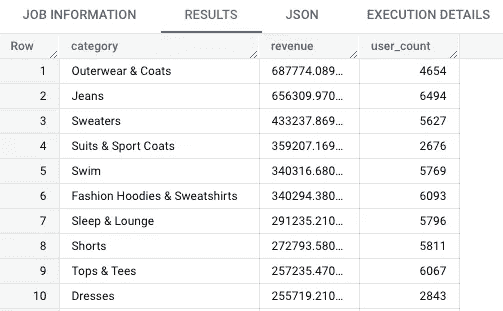 JOB INFORMATION RESULTS JSON EXECUTION DETAILS
Row category revenue user_count
1 Outerwear & Coats 687774.089... 4654
2 Jeans 656309.970... 6494
3 Sweaters 433237.869... 5627
4 Suits & Sport Coats 359207.169... 2676
5 Swim 340316.680... 5769
6 Fashion Hoodies & Sweatshirts 340294.380... 6093
7 Sleep & Lounge 291235.210... 5796
8 Shorts 272793.580... 5811
9 Tops & Tees 257235.470... 6067
10 Dresses 255719.210... 2843